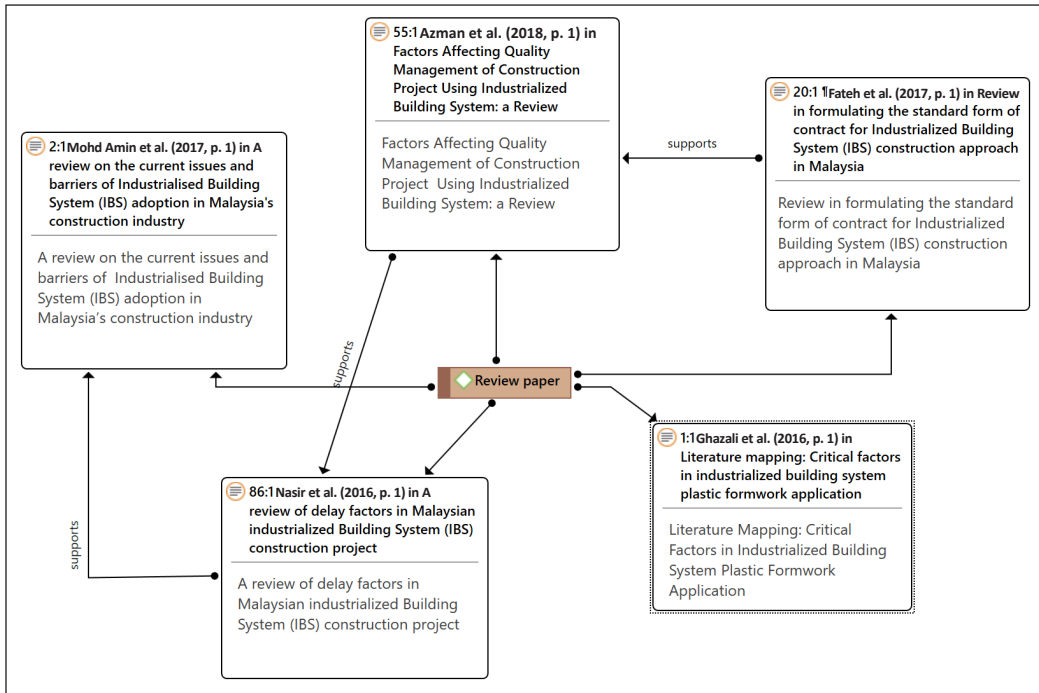 55:1 Azman et al. (2018, p. 1) in
Factors Affecting Quality
Management of Construction
Project Using Industrialized
Building System: a Review
Factors Affecting Quality
Management of Construction
Project Using Industrialized
Building System: a Review
20:1 ¶Fateh et al. (2017, p. 1) in Review
in formulating the standard form of
contract for Industrialized Building
System (IBS) construction approach
in Malaysia
Review in formulating the standard
form of contract for Industrialized
Building System (IBS) construction
approach in Malaysia
supports
2:1 Mohd Amin et al. (2017, p. 1) in A
review on the current issues and
barriers of Industrialised Building
System (IBS) adoption in Malaysia's
construction industry
A review on the current issues and
barriers of Industrialised Building
System (IBS) adoption in
Malaysia’s construction industry
supports
Review paper
1:1 Ghazali et al. (2016, p. 1) in
Literature mapping: Critical factors
in industrialized building system
plastic formwork application
Literature Mapping: Critical
Factors in Industrialized Building
System Plastic Formwork
Application
86:1 Nasir et al. (2016, p. 1) in A
review of delay factors in Malaysian
industrialized Building System (IBS)
construction project
A review of delay factors in
Malaysian industrialized Building
System (IBS) construction project
supports